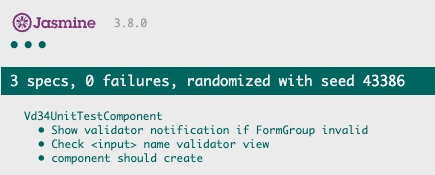 Jasmine 3.8.0
• • •
3 specs, 0 failures, randomized with seed 43386
Vd34UnitTestComponent
• Show validator notification if FormGroup invalid
• Check <input> name validator view
• component should create